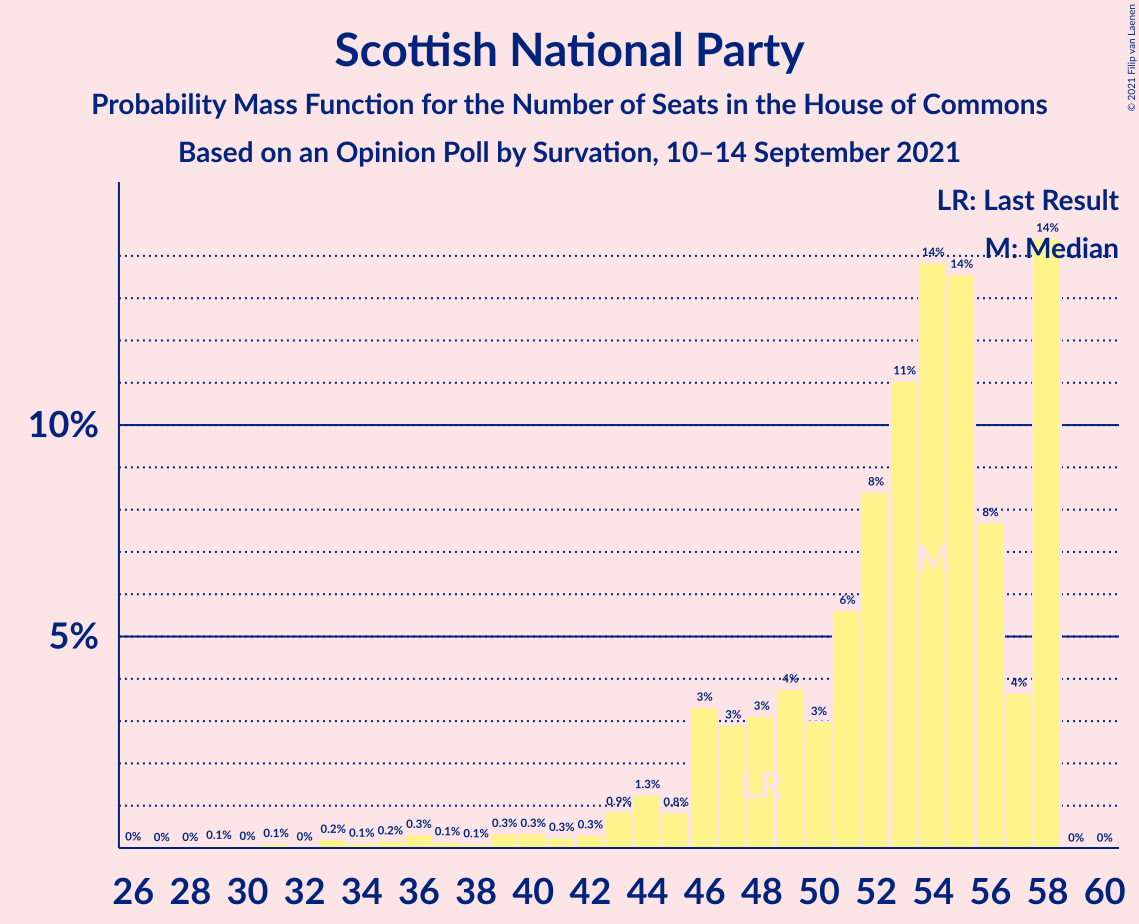 Scottish National Party
Probability Mass Function for the Number of Seats in the House of Commons
Based on an Opinion Poll by Survation, 10–14 September 2021
© 2021 Filip van Laenen
LR: Last Result
M: Median
10%
5%
0% 0% 0% 0.1% 0% 0.1% 0% 0.2% 0.1% 0.2% 0.3% 0.1% 0.1% 0.3% 0.3% 0.3% 0.3% 0.9% 1.3% 0.8% 3% 3% 3% 4% 3% 6% 8% 11% 14% 14% 8% 4% 14% 0% 0%
LR
M
26 28 30 32 34 36 38 40 42 44 46 48 50 52 54 56 58 60